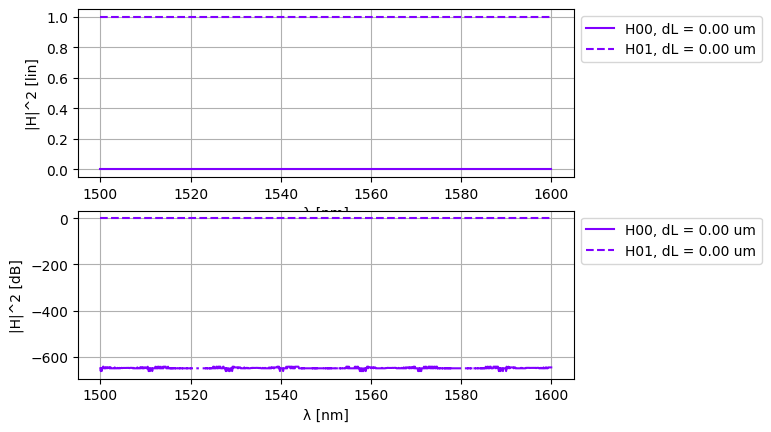 |H|^2 [lin]
1.0
0.8
0.6
0.4
0.2
0.0
1500 1520 1540 1560 1580 1600
λ [nm]
H00, dL = 0.00 um
H01, dL = 0.00 um
|H|^2 [dB]
0
−200
−400
−600
1500 1520 1540 1560 1580 1600
λ [nm]
H00, dL = 0.00 um
H01, dL = 0.00 um